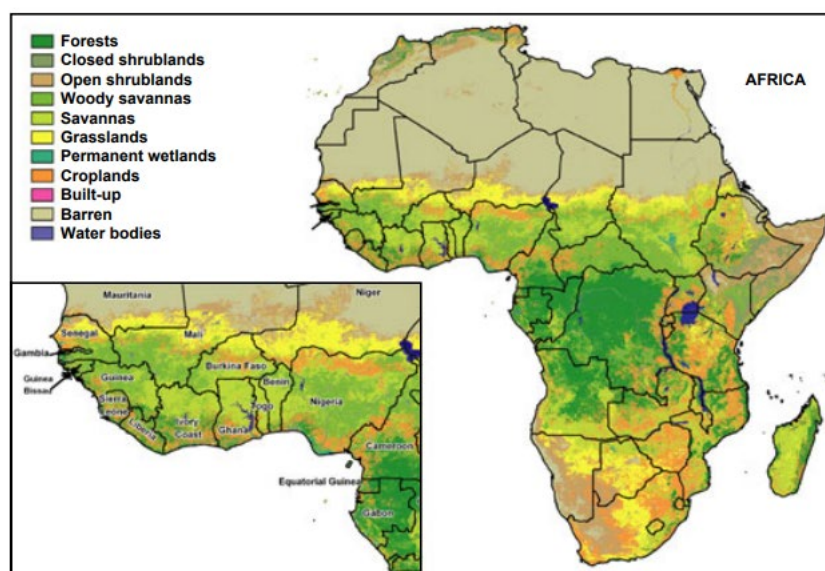 Forests
Closed shrublands
Open shrublands
Woody savannas
Savannas
Grasslands
Permanent wetlands
Croplands
Built-up
Barren
Water bodies
AFRICA
Mauritania
Niger
Senegal
Mali
Gambia
Guinea
Bissau
Guinea
Burkina Faso
Benin
Sierra
Leone
Liberia
Ivory
Coast
Ghana
Togo
Nigeria
Cameroon
Equatorial Guinea
Gabon